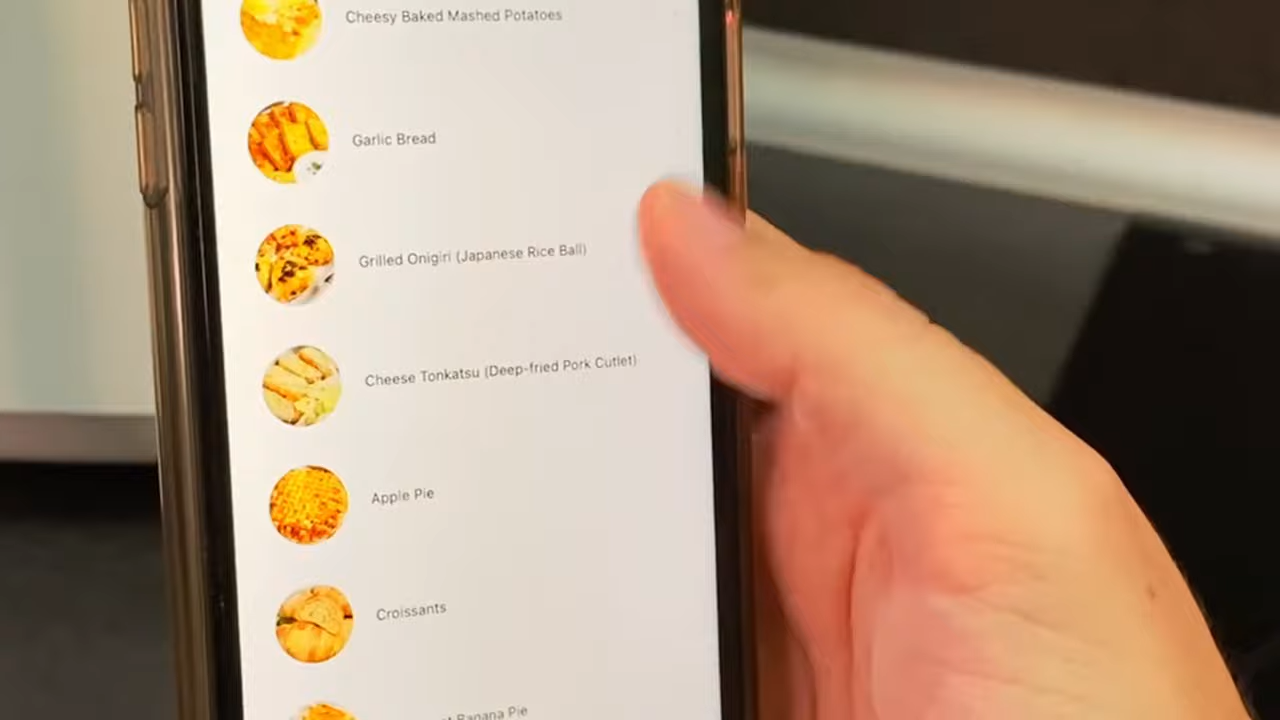 Cheesy Baked Mashed Potatoes
Garlic Bread
Grilled Onigiri (Japanese Rice Ball)
Cheese Tonkatsu (Deep-fried Pork Cutlet)
Apple Pie
Croissants
Banana Pie